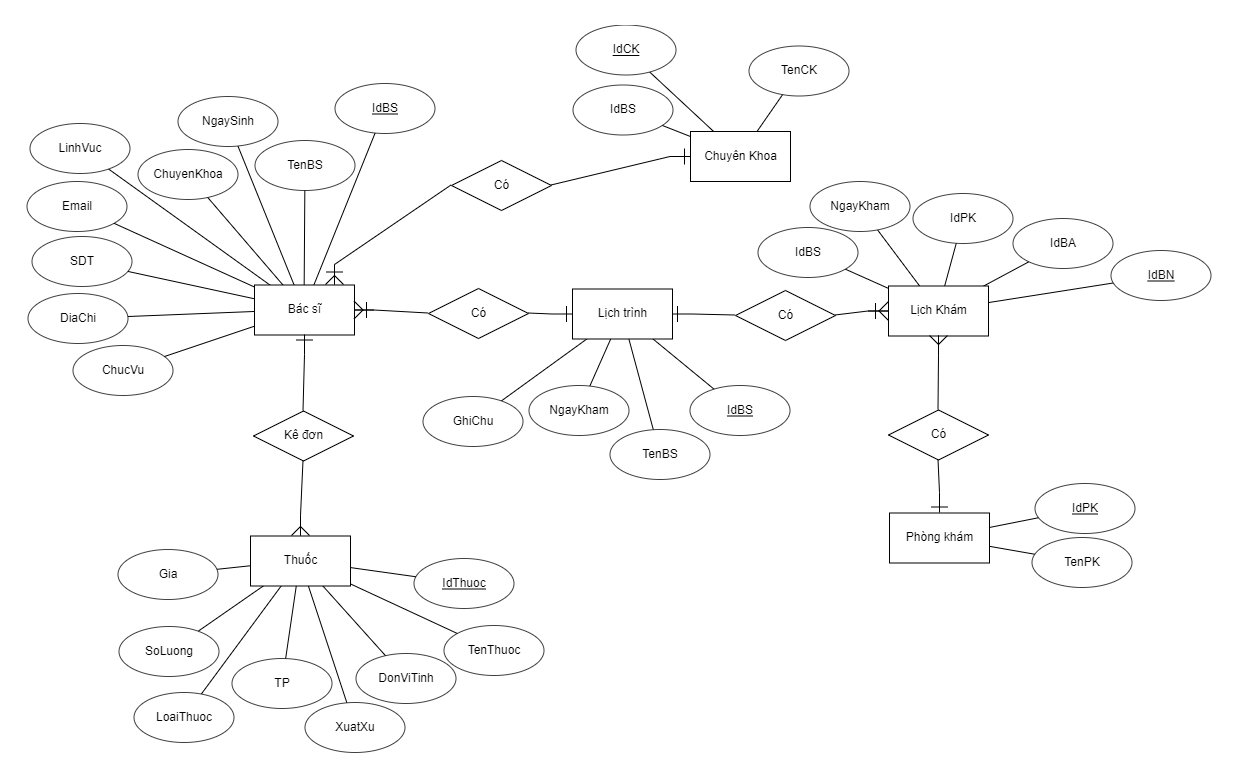 IdCK
TenCK
IdBS
Chuyên Khoa
IdBS
NgaySinh
LinhVuc
ChuyenKhoa
TenBS
Có
Email
SDT
DiaChi
ChucVu
Bác sĩ
Có
Lịch trình
Có
NgayKham
IdPK
IdBA
IdBS
IdBN
Lịch Khám
GhiChu
NgayKham
TenBS
IdBS
Kê đơn
Có
Phòng khám
IdPK
TenPK
Thuốc
Gia
IdThuoc
SoLuong
TenThuoc
TP
DonViTinh
LoaiThuoc
XuatXu